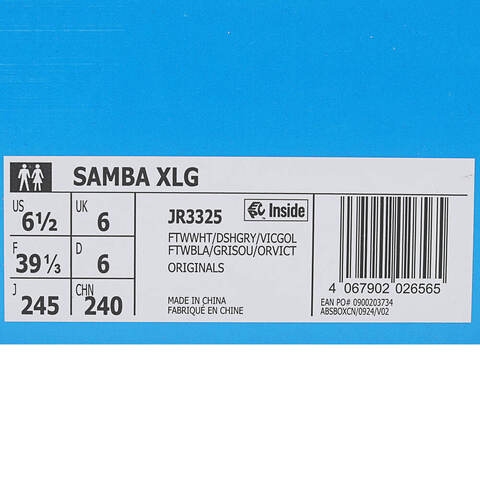 SAMBA XLG
US 6½ UK 6
F 39⅓ D 6
J 245 CHN 240
JR3325 Inside
FTWWHT/DSHGRY/VICGOL
FTWBLA/GRISOU/ORVICT
ORIGINALS
MADE IN CHINA
FABRIQUÉ EN CHINE
4 067902 026565
EAN PO# 0900203734
ABSBOXCN/0924/V02